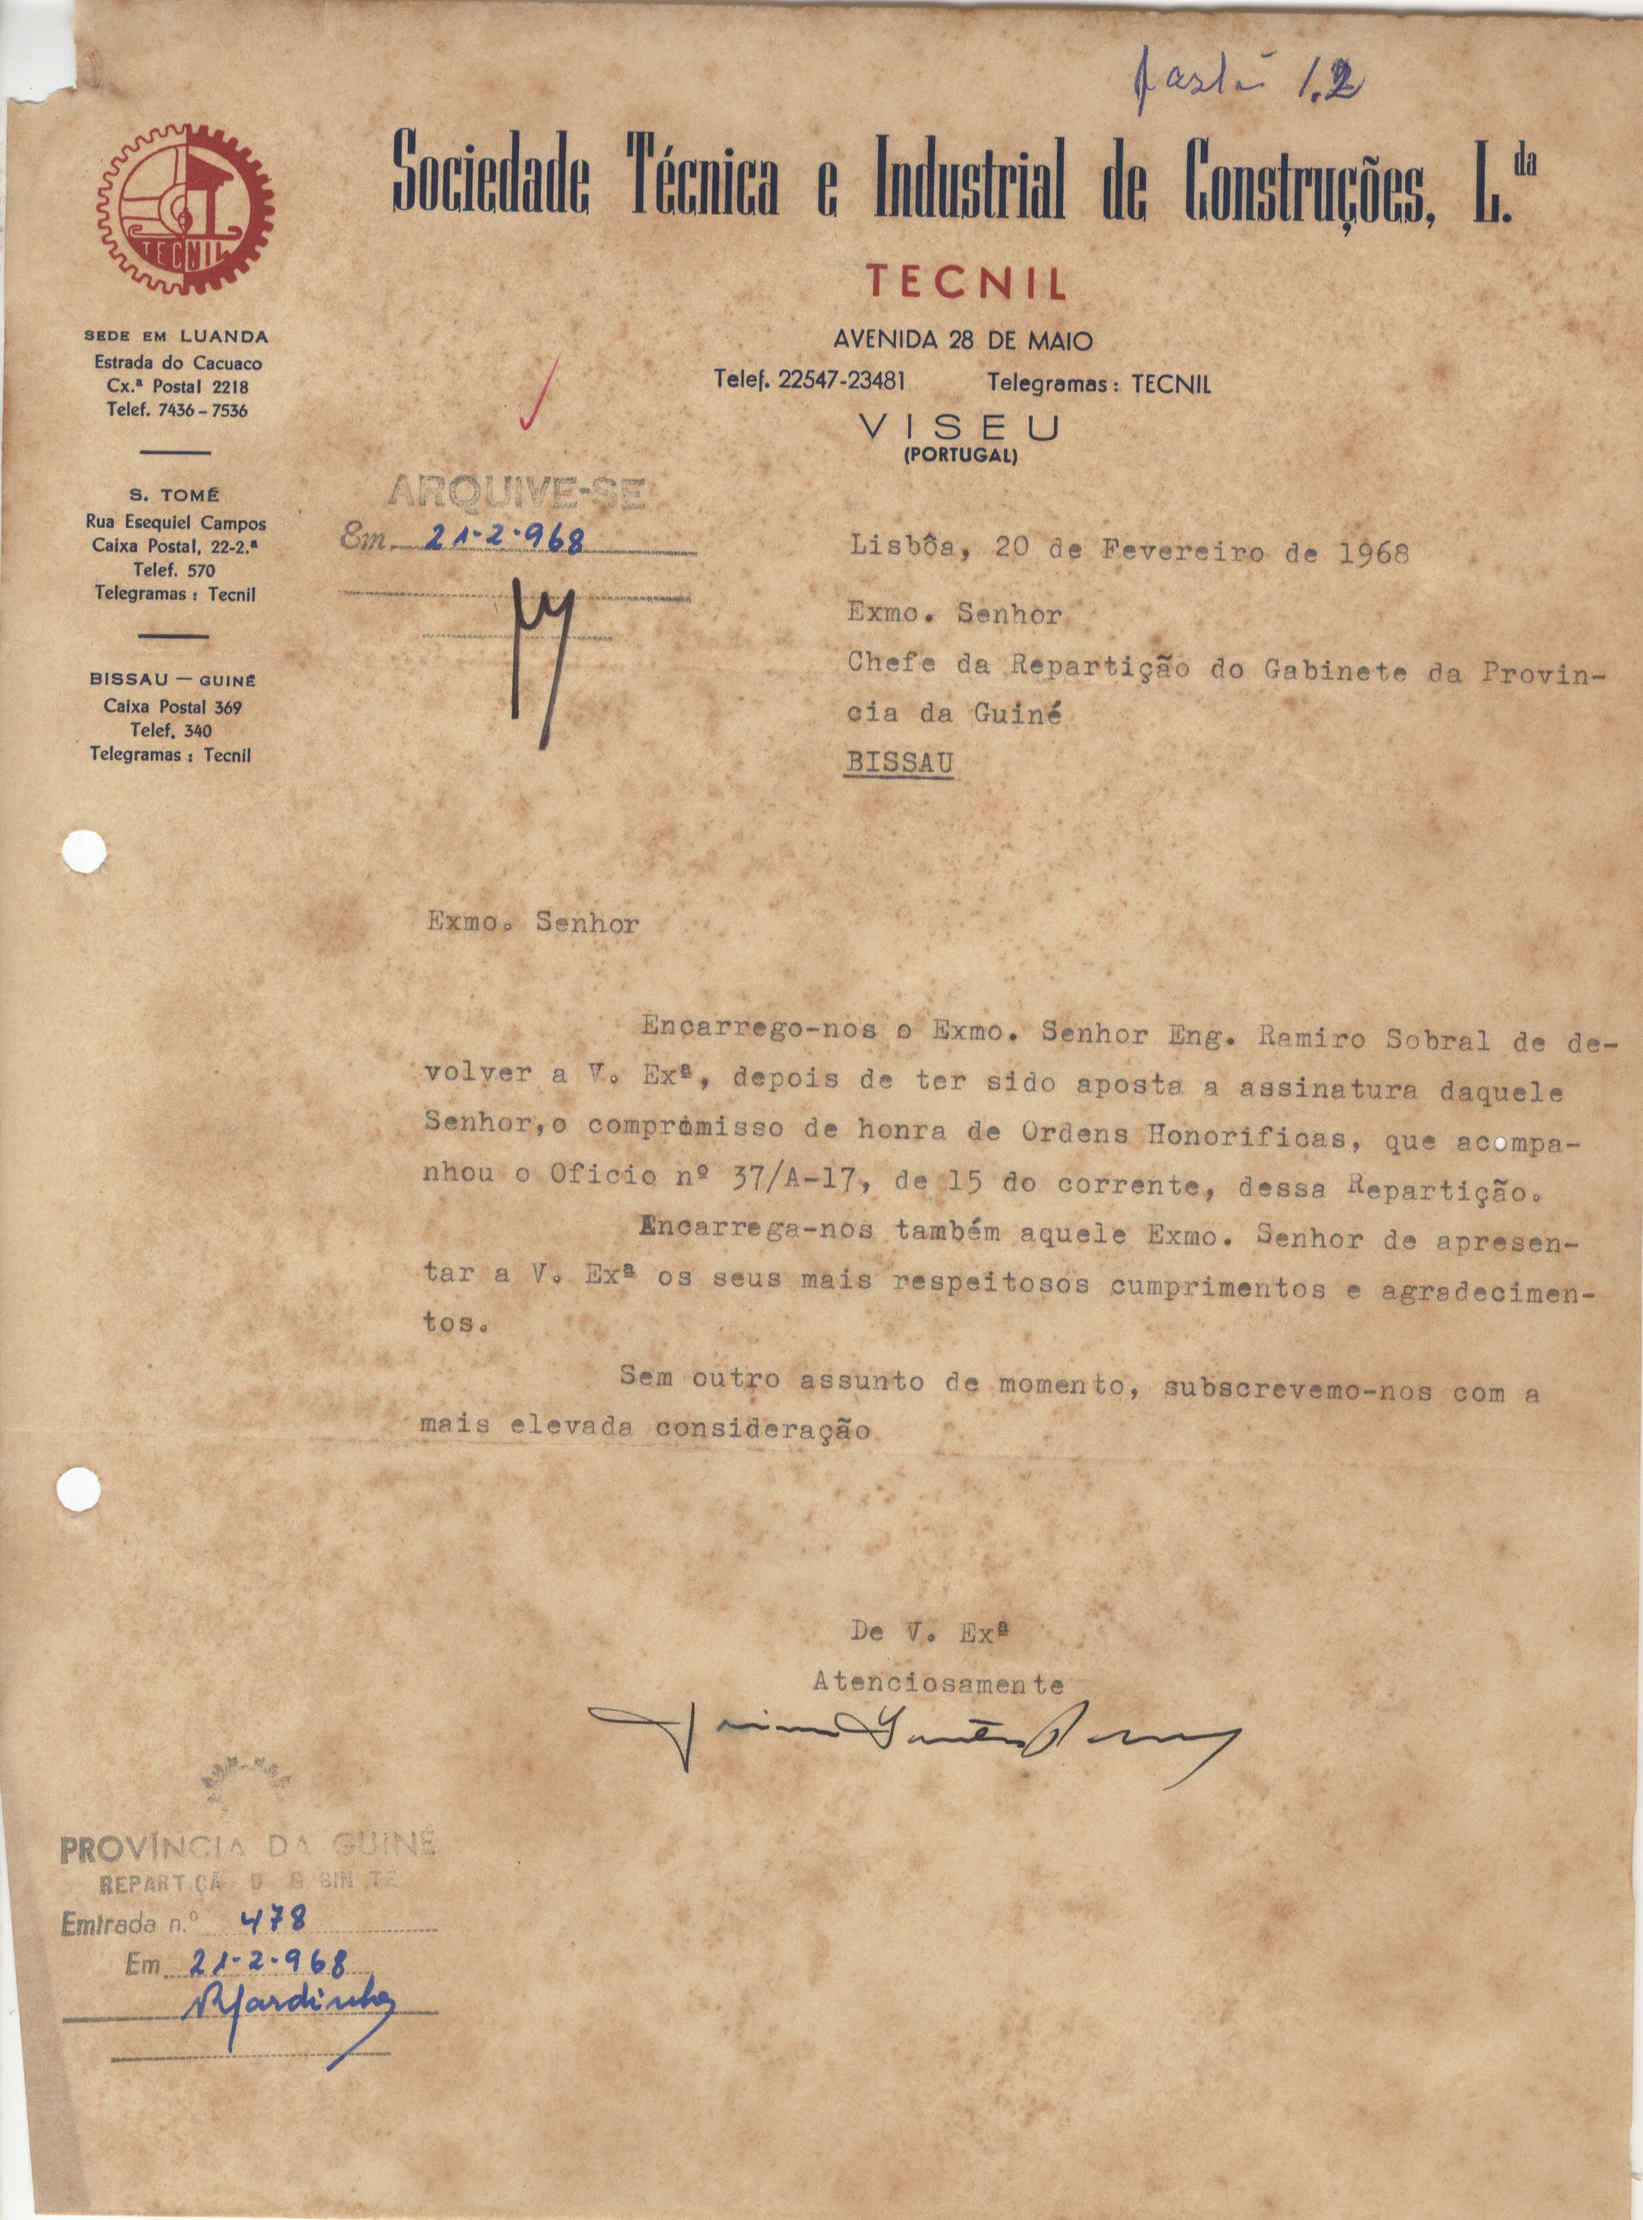 1.2
Sociedade Técnica e Industrial de Construções, L.da
TECNIL
TECNIL
AVENIDA 28 DE MAIO
Telef. 22547-23481 Telegramas: TECNIL
VISEU
(PORTUGAL)
SEDE EM LUANDA
Estrada do Cacuaco
Cx.ª Postal 2218
Telef. 7436-7536
S. TOMÉ
Rua Esequiel Campos
Caixa Postal, 22-2.ª
Telef. 570
Telegramas: Tecnil
BISSAU — GUINÉ
Caixa Postal 369
Telef. 340
Telegramas: Tecnil
ARQUIVE-SE
Em 21-2-968
Lisbôa, 20 de Fevereiro de 1968
Exmo. Senhor
Chefe da Repartição do Gabinete da Provin-
cia da Guiné
BISSAU
Exmo. Senhor
Encarrego-nos o Exmo. Senhor Eng. Ramiro Sobral de de-
volver a V. Exª, depois de ter sido aposta a assinatura daquele
Senhor,o compromisso de honra de Ordens Honorificas, que acompa-
nhou o Oficio nº 37/A-17, de 15 do corrente, dessa Repartição.
Encarrega-nos também aquele Exmo. Senhor de apresen-
tar a V. Exª os seus mais respeitosos cumprimentos e agradecimen-
tos.
Sem outro assunto de momento, subscrevemo-nos com a
mais elevada consideração
De V. Exª
Atenciosamente
PROVÍNCIA DA GUINÉ
Entrada n.º 478
Em 21-2-968